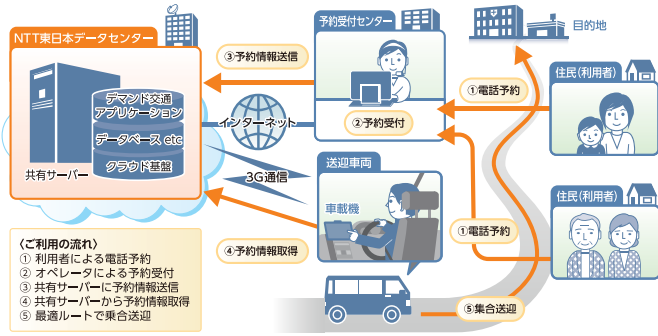 NTT東日本データセンター
デマンド交通
アプリケーション
データベース etc
クラウド基盤
共有サーバー
③予約情報送信
インターネット
3G通信
④予約情報取得
予約受付センター
②予約受付
送迎車両
車載機
目的地
①電話予約
住民(利用者)
①電話予約
住民(利用者)
⑤集合送迎
〈ご利用の流れ〉
① 利用者による電話予約
② オペレータによる予約受付
③ 共有サーバーに予約情報送信
④ 共有サーバーから予約情報取得
⑤ 最適ルートで乗合送迎